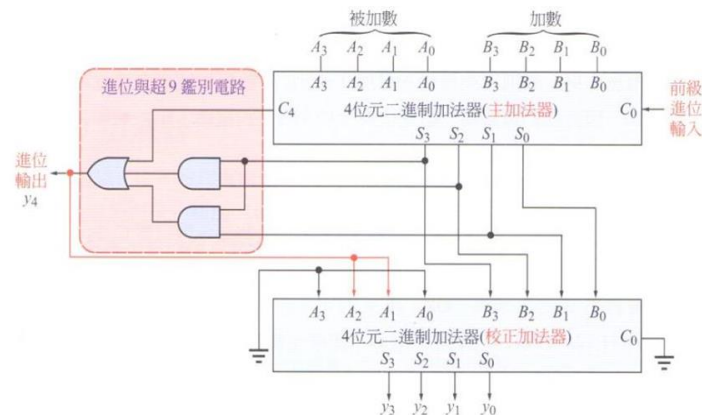 被加數 加數
A3 A2 A1 A0 B3 B2 B1 B0
進位與超9鑑別電路
A3 A2 A1 A0 B3 B2 B1 B0
C4 4位元二進制加法器(主加法器) C0
S3 S2 S1 S0
前級
進位
輸入
進位
輸出
y4
A3 A2 A1 A0 B3 B2 B1 B0
4位元二進制加法器(校正加法器) C0
S3 S2 S1 S0
y3 y2 y1 y0